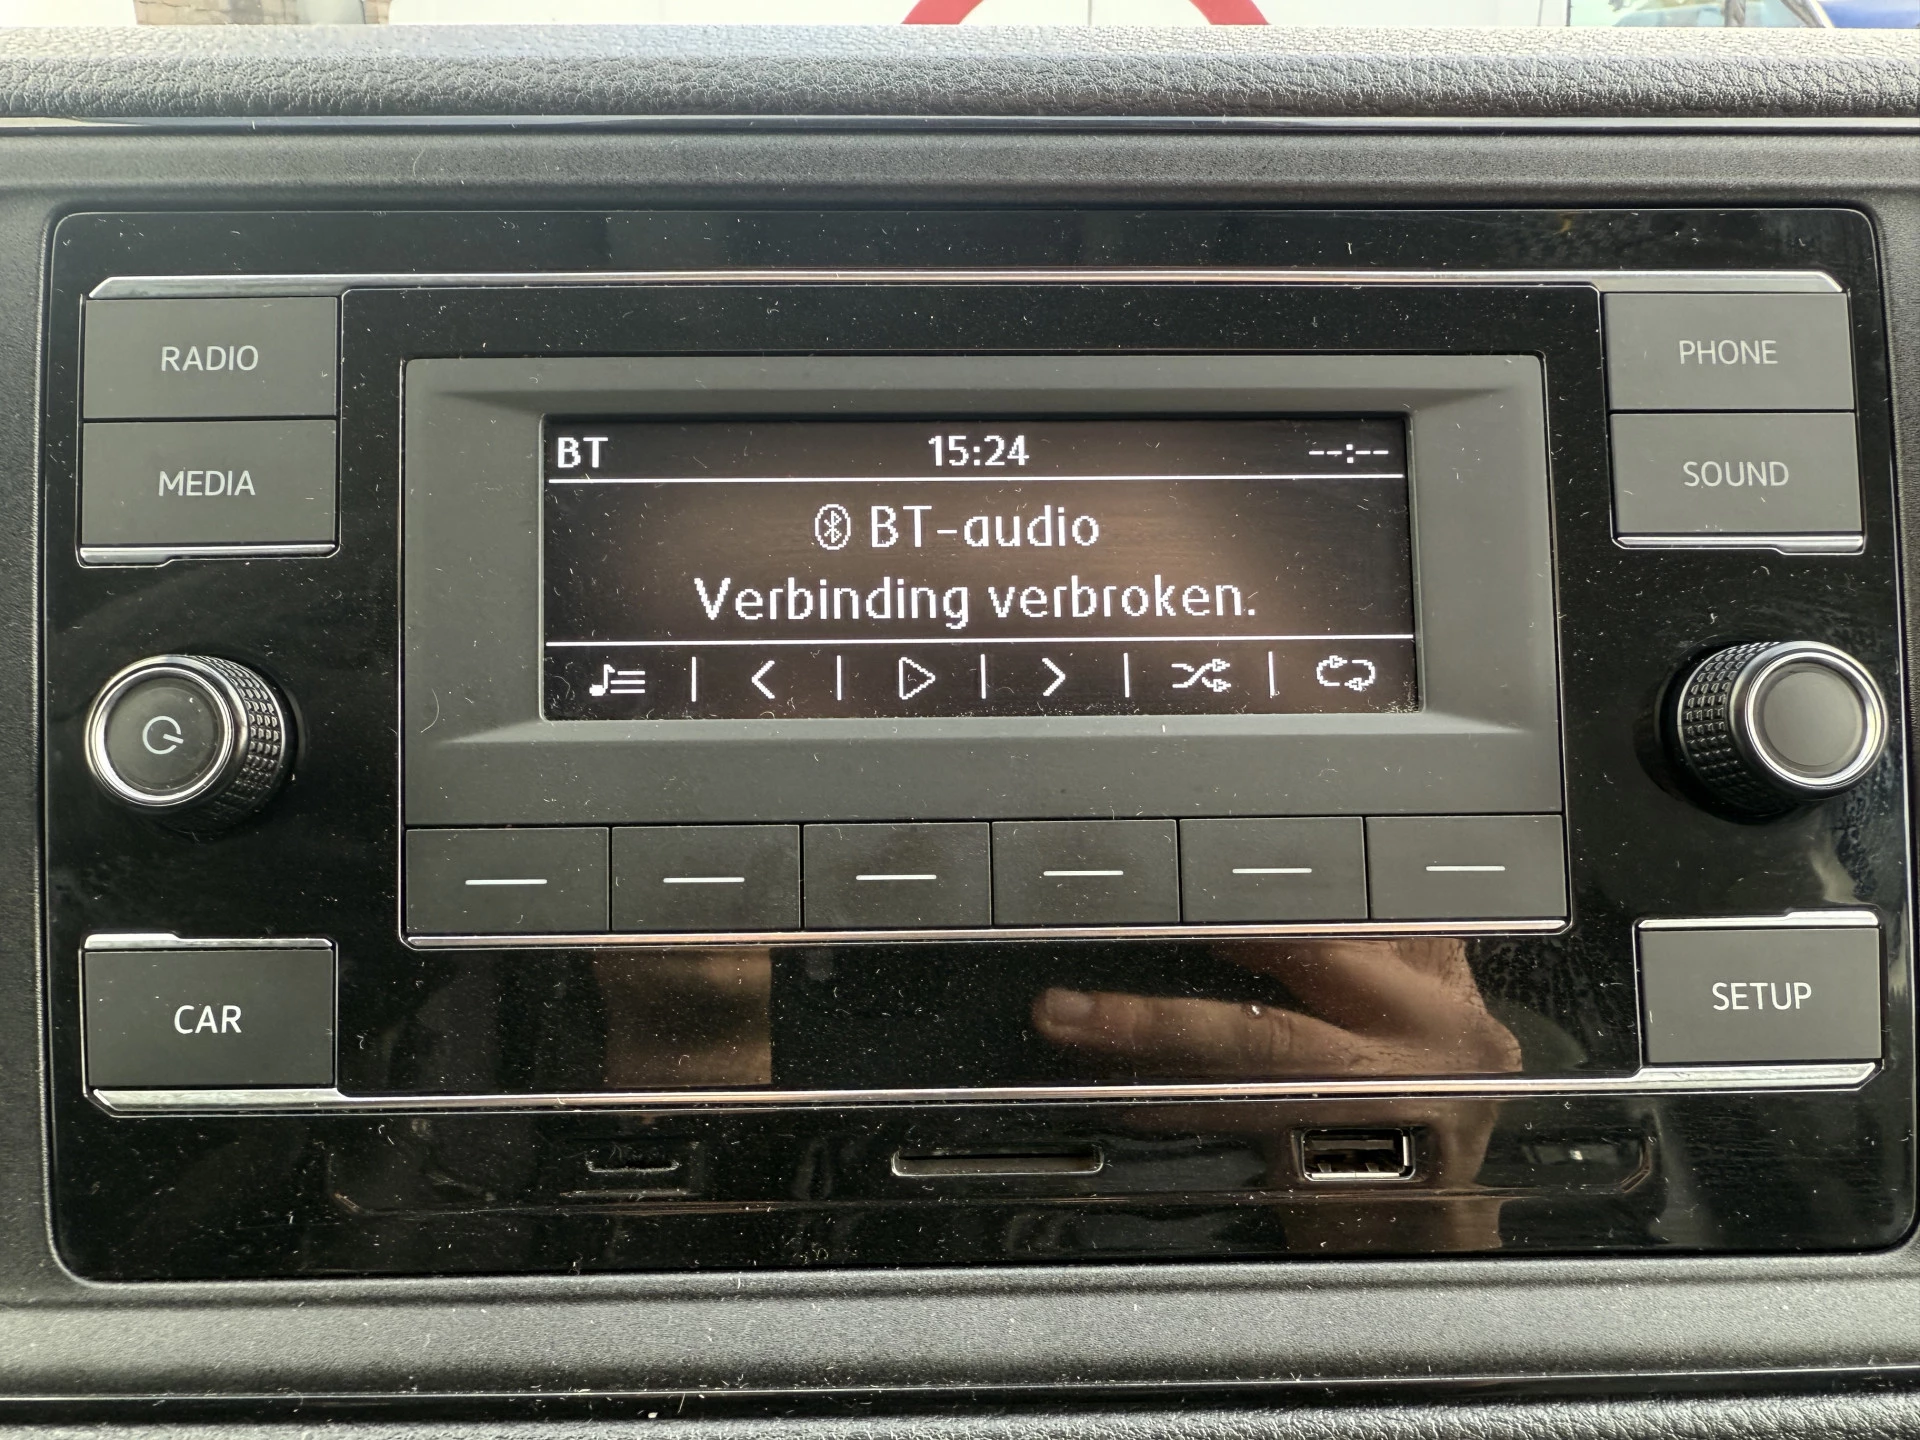 RADIO
PHONE
MEDIA
SOUND
BT 15:24 --:--
BT-audio
Verbinding verbroken.
CAR
SETUP